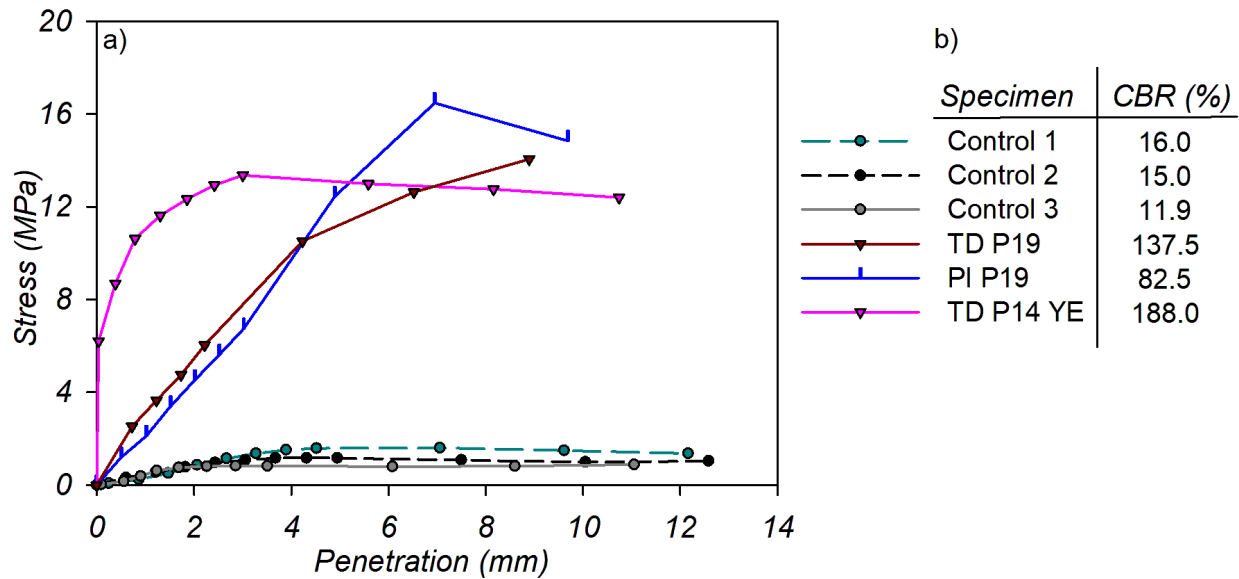 a)
20
16
12
8
4
0
Stress (MPa)
0 2 4 6 8 10 12 14
Penetration (mm)
b)
Specimen CBR (%)
Control 1 16.0
Control 2 15.0
Control 3 11.9
TD P19 137.5
PI P19 82.5
TD P14 YE 188.0